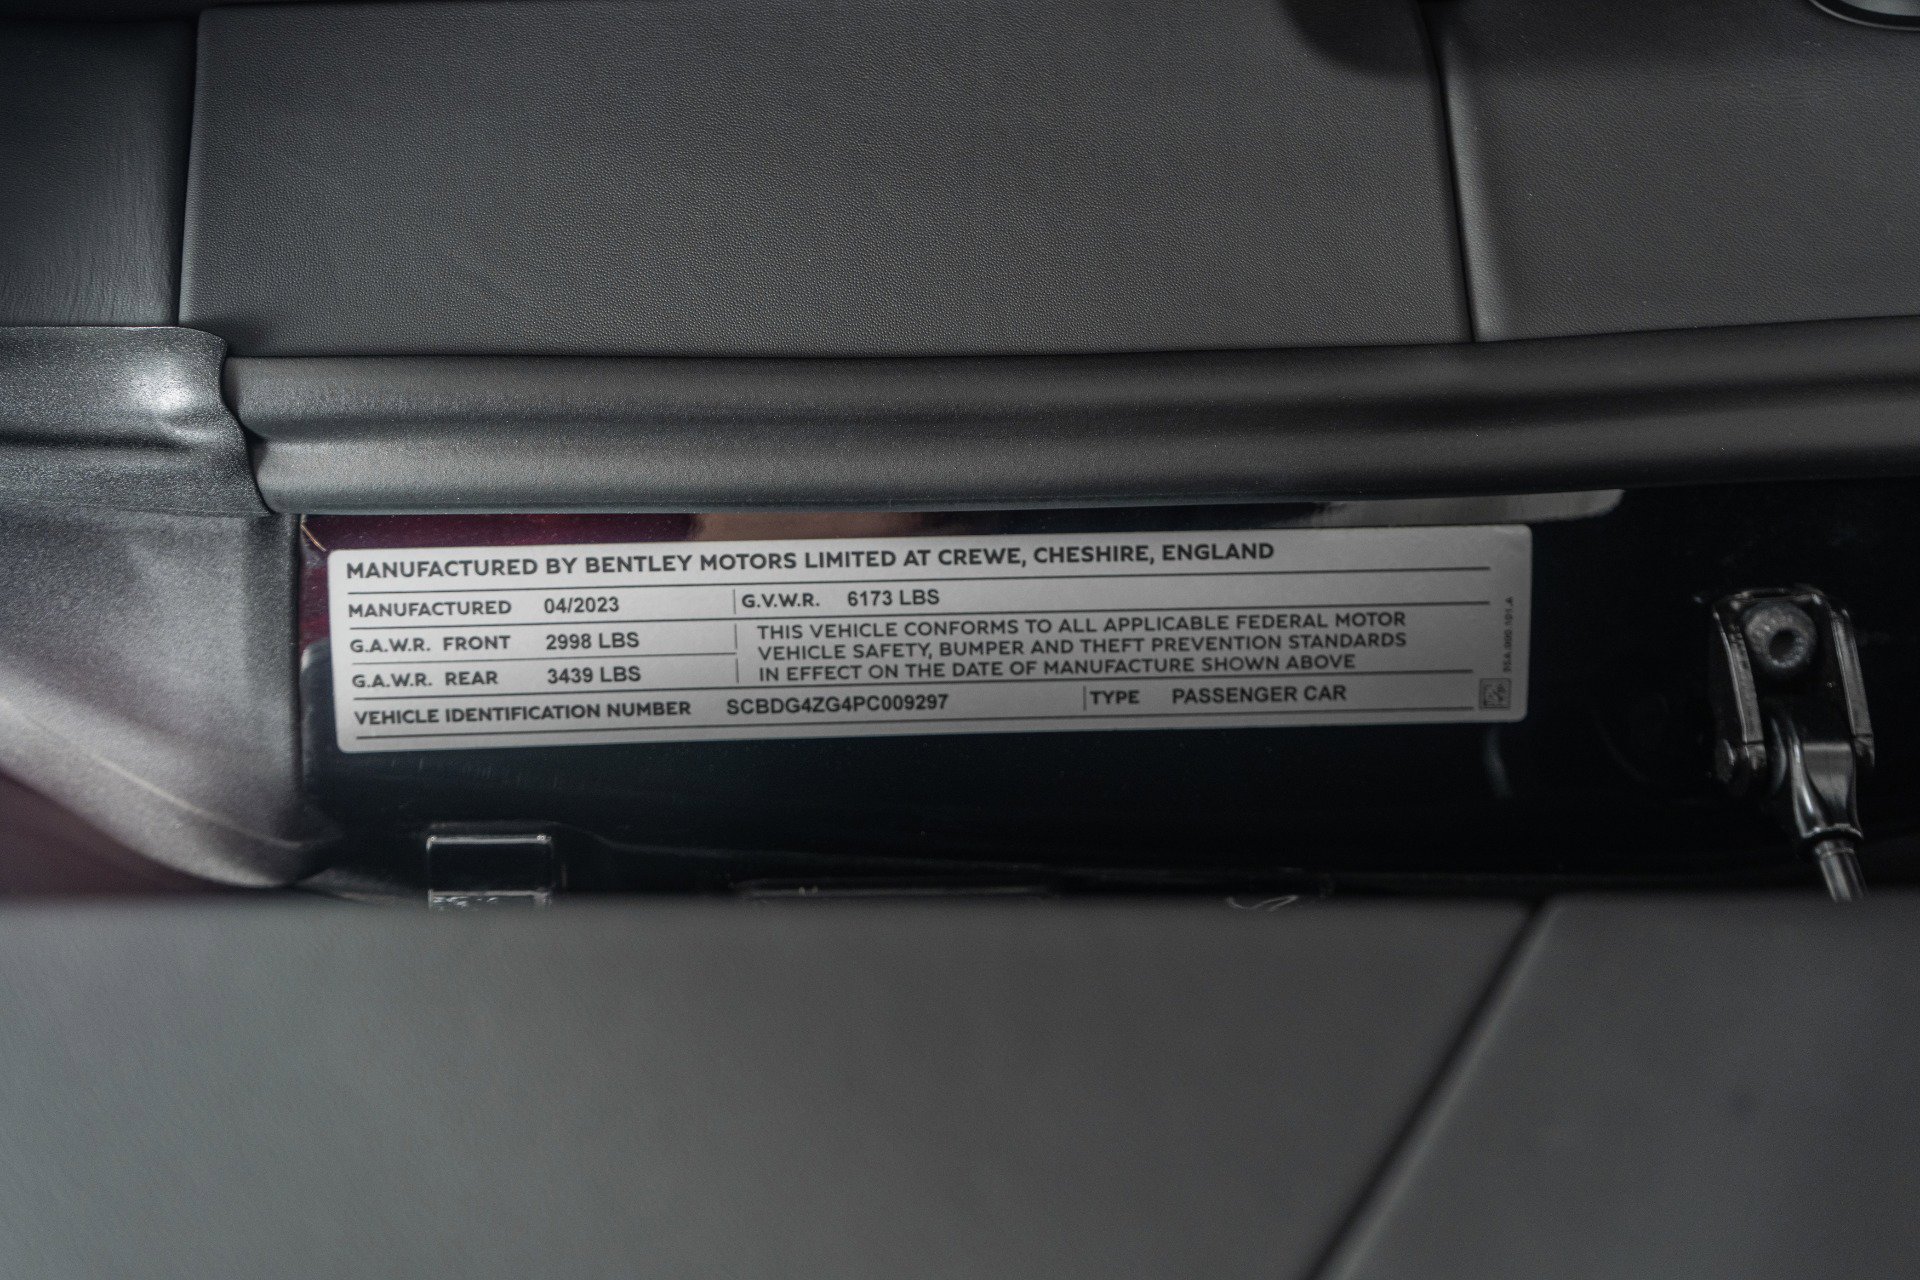 MANUFACTURED BY BENTLEY MOTORS LIMITED AT CREWE, CHESHIRE, ENGLAND
MANUFACTURED 04/2023 G.V.W.R. 6173 LBS
G.A.W.R. FRONT 2998 LBS
G.A.W.R. REAR 3439 LBS
THIS VEHICLE CONFORMS TO ALL APPLICABLE FEDERAL MOTOR
VEHICLE SAFETY, BUMPER AND THEFT PREVENTION STANDARDS
IN EFFECT ON THE DATE OF MANUFACTURE SHOWN ABOVE
VEHICLE IDENTIFICATION NUMBER SCBDG4ZG4PC009297 TYPE PASSENGER CAR